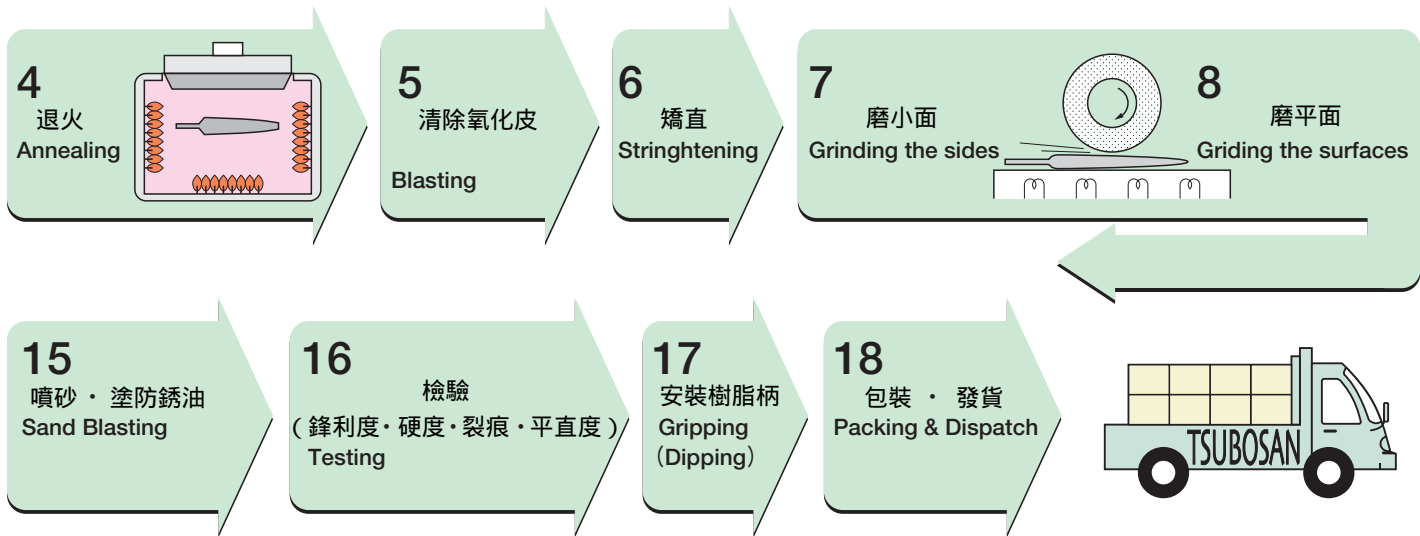 4
退火
Annealing
5
清除氧化皮
Blasting
6
矯直
Stringhtening
7
磨小面
Grinding the sides
8
磨平面
Griding the surfaces
15
噴砂 ・ 塗防銹油
Sand Blasting
16
檢驗
( 鋒利度・硬度・裂痕・平直度 )
Testing
17
安裝樹脂柄
Gripping
(Dipping)
18
包裝 ・ 發貨
Packing & Dispatch
TSUBOSAN